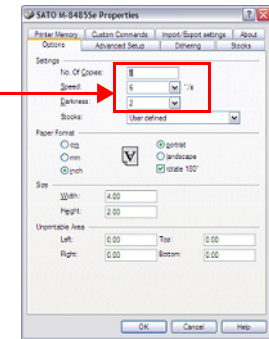 SATO M-8485Se Properties
Printer Memory Custom Commands Import/Export settings About
Options Advanced Setup Dithering Stocks
Settings
No. Of Copies: 1
Speed: 6 "/s
Darkness: 2
Stocks: User defined
Paper Format
cm portrait
mm landscape
inch rotate 180°
Size
Width: 4.00
Height: 2.00
Unprintable Area
Left: 0.00 Top: 0.00
Right: 0.00 Bottom: 0.00
OK Cancel Help